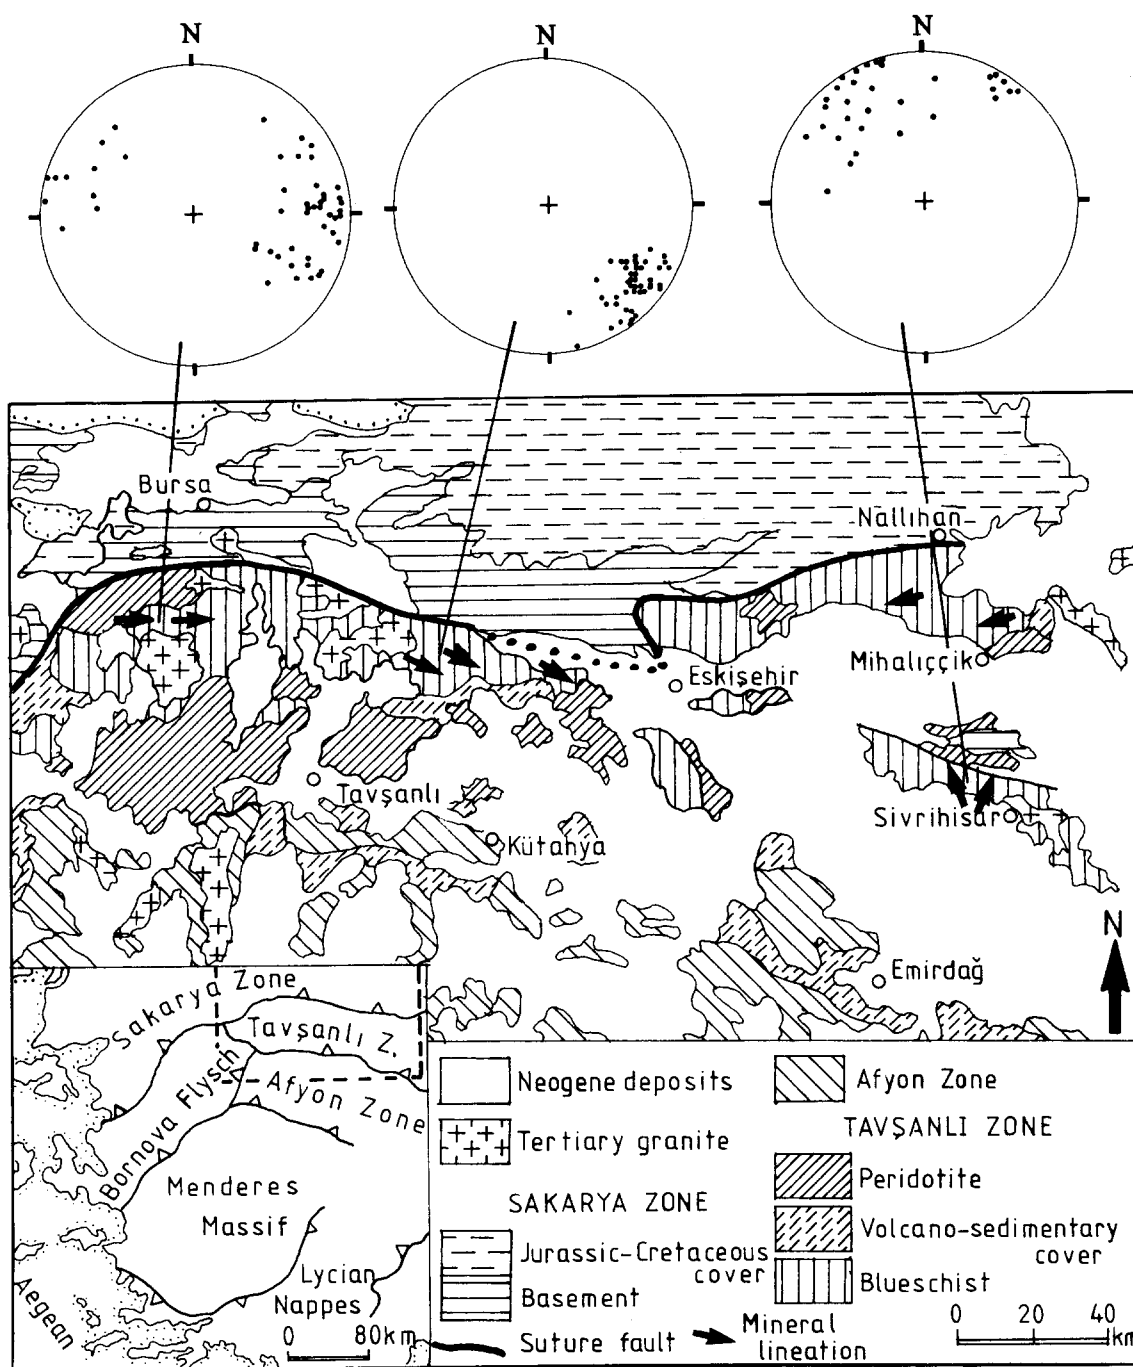 N
N
N
Bursa
Nallıhan
Mihalıççik
Eskişehir
Tavşanlı
Sivrihisar
Kütahya
N
Emirdağ
Sakarya Zone
Tavşanlı Z.
Bornova Flysch
Afyon Zone
Menderes
Massif
Lycian
Nappes
Aegean
0 80km
Neogene deposits
Tertiary granite
SAKARYA ZONE
Jurassic-Cretaceous
cover
Basement
Suture fault
Afyon Zone
TAVŞANLI ZONE
Peridotite
Volcano-sedimentary
cover
Blueschist
Mineral
lineation
0 20 40
km